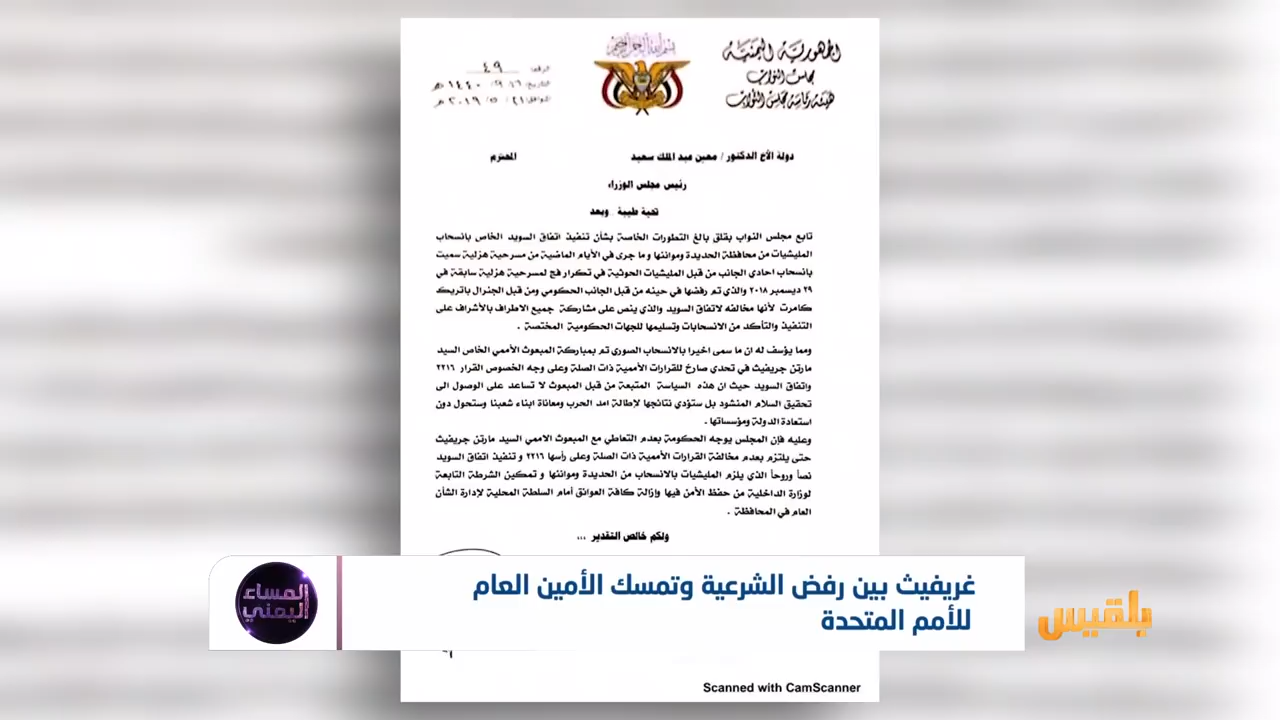 بسم الله الرحمن الرحيم
الجمهورية اليمنية
مجلس النواب
هيئة رئاسة مجلس النواب
الرقم: ٤٩
التاريخ: ١٦ / ٩ / ١٤٤٠ هـ
الموافق: ٢١ / ٥ / ٢٠١٩ م
دولة الأخ الدكتور / معين عبد الملك سعيد المحترم
رئيس مجلس الوزراء
تحية طيبة .. وبعد
تابع مجلس النواب بقلق بالغ التطورات الخاصة بشأن تنفيذ اتفاق السويد الخاص بانسحاب
المليشيات من محافظة الحديدة وموانئها وما جرى في الأيام الماضية من مسرحية هزلية سميت
بانسحاب احادي الجانب من قبل المليشيات الحوثية في تكرار فج لمسرحية هزلية سابقة في
٢٩ ديسمبر ٢٠١٨ والذي تم رفضها في حينه من قبل الجانب الحكومي ومن قبل الجنرال باتريك
كامرت لأنها مخالفه لاتفاق السويد والذي ينص على مشاركة جميع الاطراف بالأشراف على
التنفيذ والتأكد من الانسحابات وتسليمها للجهات الحكومية المختصة .
ومما يؤسف له ان ما سمى اخيرا بالانسحاب الصوري تم بمباركة المبعوث الأممي الخاص السيد
مارتن جريفيث في تحدي صارخ للقرارات الأممية ذات الصلة وعلى وجه الخصوص القرار ٢٢١٦
واتفاق السويد حيث ان هذه السياسة المتبعة من قبل المبعوث لا تساعد على الوصول الى
تحقيق السلام المنشود بل ستؤدي نتائجها لإطالة امد الحرب ومعاناة ابناء شعبنا وستحول دون
استعادة الدولة ومؤسساتها .
وعليه فإن المجلس يوجه الحكومة بعدم التعاطي مع المبعوث الاممي السيد مارتن جريفيث
حتى يلتزم بعدم مخالفة القرارات الأممية ذات الصلة وعلى رأسها ٢٢١٦ و تنفيذ اتفاق السويد
نصاً وروحاً الذي يلزم المليشيات بالانسحاب من الحديدة وموانئها و تمكين الشرطة التابعة
لوزارة الداخلية من حفظ الأمن فيها وإزالة كافة العوائق أمام السلطة المحلية لإدارة الشأن
العام في المحافظة .
ولكم خالص التقدير ...
غريفيث بين رفض الشرعية وتمسك الأمين العام
للأمم المتحدة
المساء
اليمني
بلقيس
Scanned with CamScanner